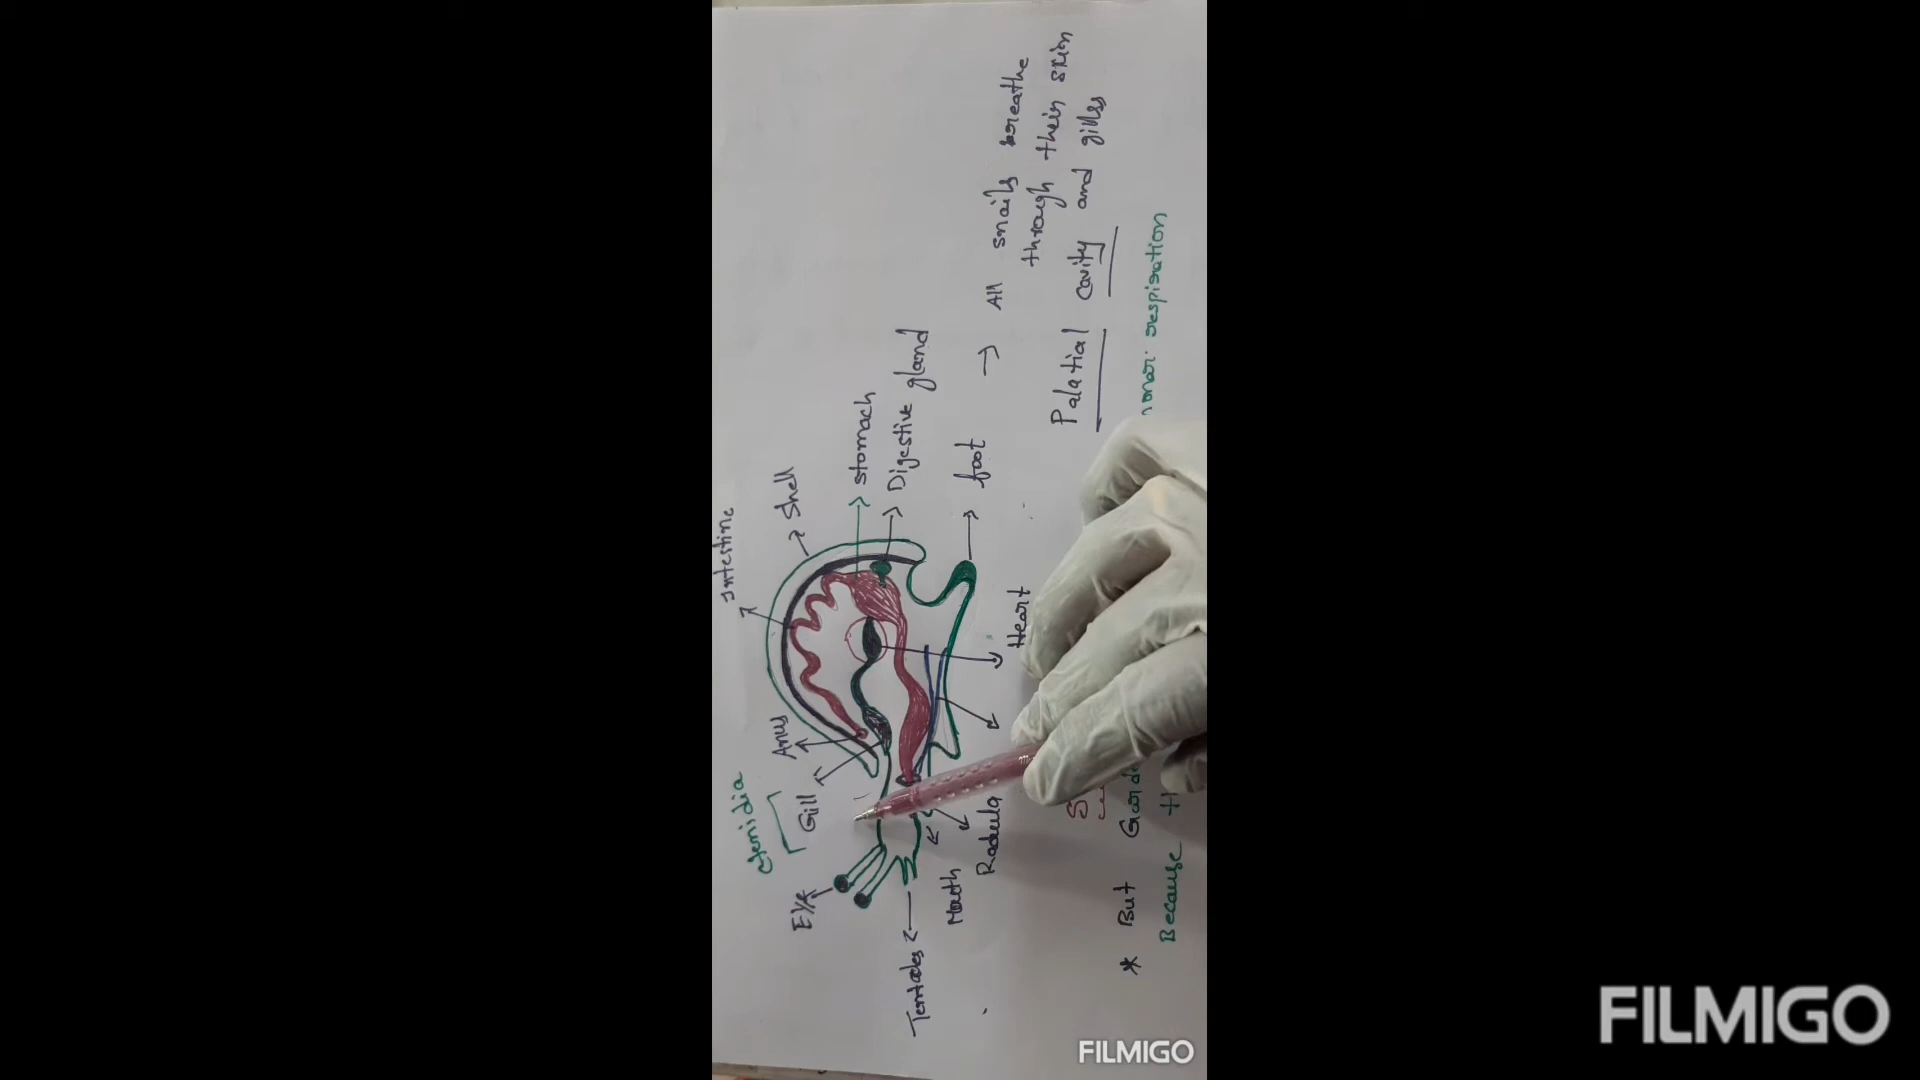 Intestine
Shell
stomach
Digestive gland
foot
Anus
Gill
ctenidia
Eye
Tentacles
Mouth
Radula
Heart
→ All snails breathe
through their skin
Palatial cavity and gills
* But
Because
respiration
FILMIGO
FILMIGO